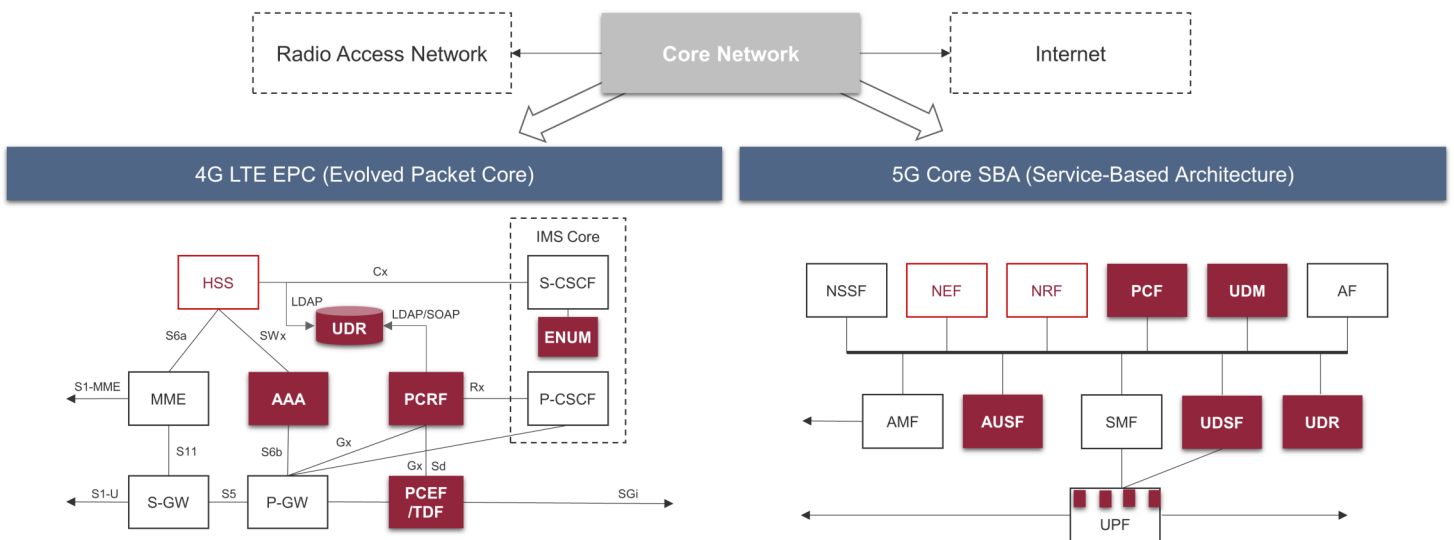 Radio Access Network
Core Network
Internet
4G LTE EPC (Evolved Packet Core)
5G Core SBA (Service-Based Architecture)
IMS Core
HSS
Cx
S-CSCF
LDAP
UDR
LDAP/SOAP
ENUM
S6a
SWx
S1-MME
MME
AAA
PCRF
Rx
P-CSCF
S11
S6b
Gx
Gx
Sd
S1-U
S-GW
S5
P-GW
PCEF
/TDF
SGi
NSSF
NEF
NRF
PCF
UDM
AF
AMF
AUSF
SMF
UDSF
UDR
UPF